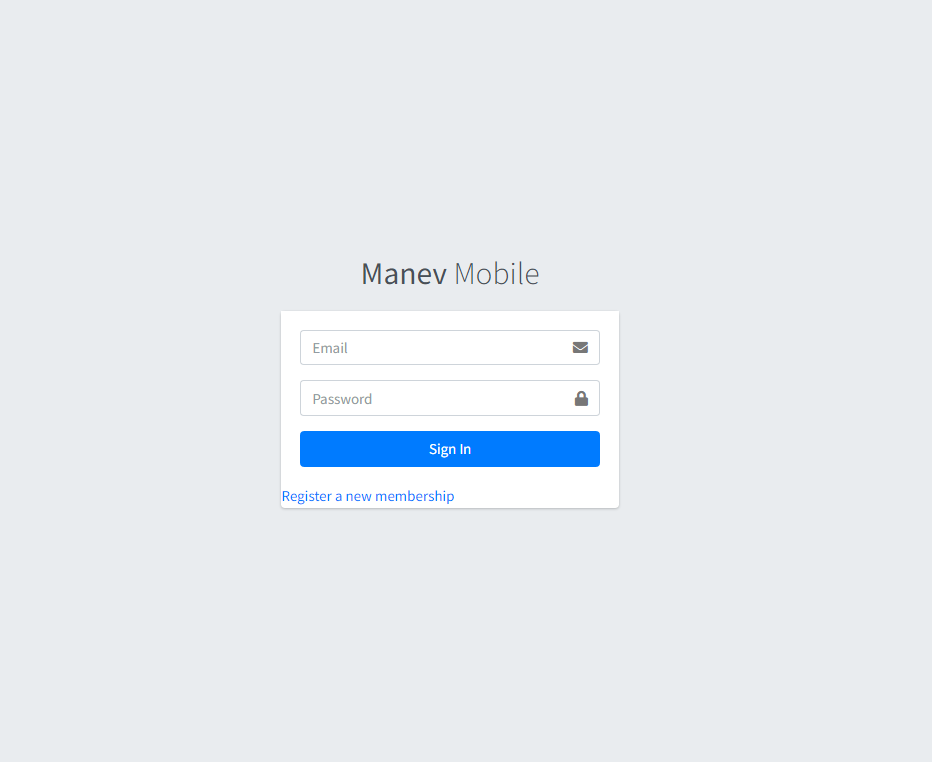 Manev Mobile
Email
Password
Sign In
Register a new membership